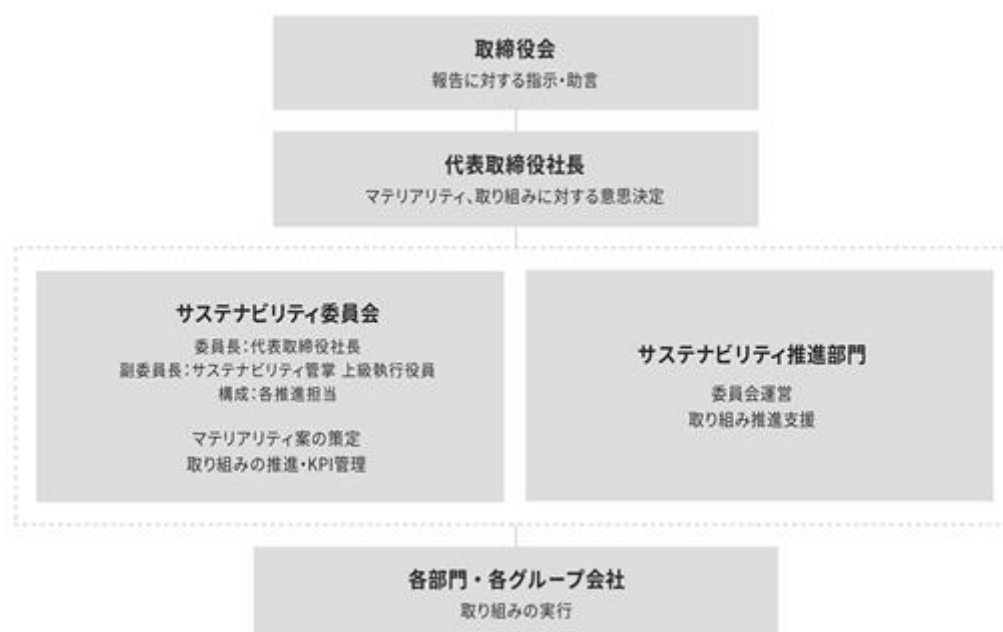 取締役会
報告に対する指示・助言
代表取締役社長
マテリアリティ、取り組みに対する意思決定
サステナビリティ委員会
委員長：代表取締役社長
副委員長：サステナビリティ管掌 上級執行役員
構成：各推進担当
マテリアリティ案の策定
取り組みの推進・KPI管理
サステナビリティ推進部門
委員会運営
取り組み推進支援
各部門・各グループ会社
取り組みの実行